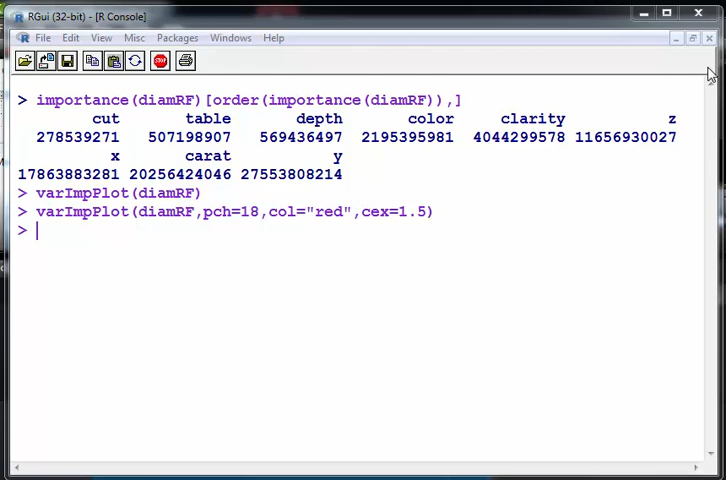 RGui (32-bit) - [R Console]
File Edit View Misc Packages Windows Help
STOP
> importance(diamRF)[order(importance(diamRF)),]
cut table depth color clarity z
278539271 507198907 569436497 2195395981 4044299578 11656930027
x carat y
17863883281 20256424046 27553808214
> varImpPlot(diamRF)
> varImpPlot(diamRF,pch=18,col="red",cex=1.5)
>